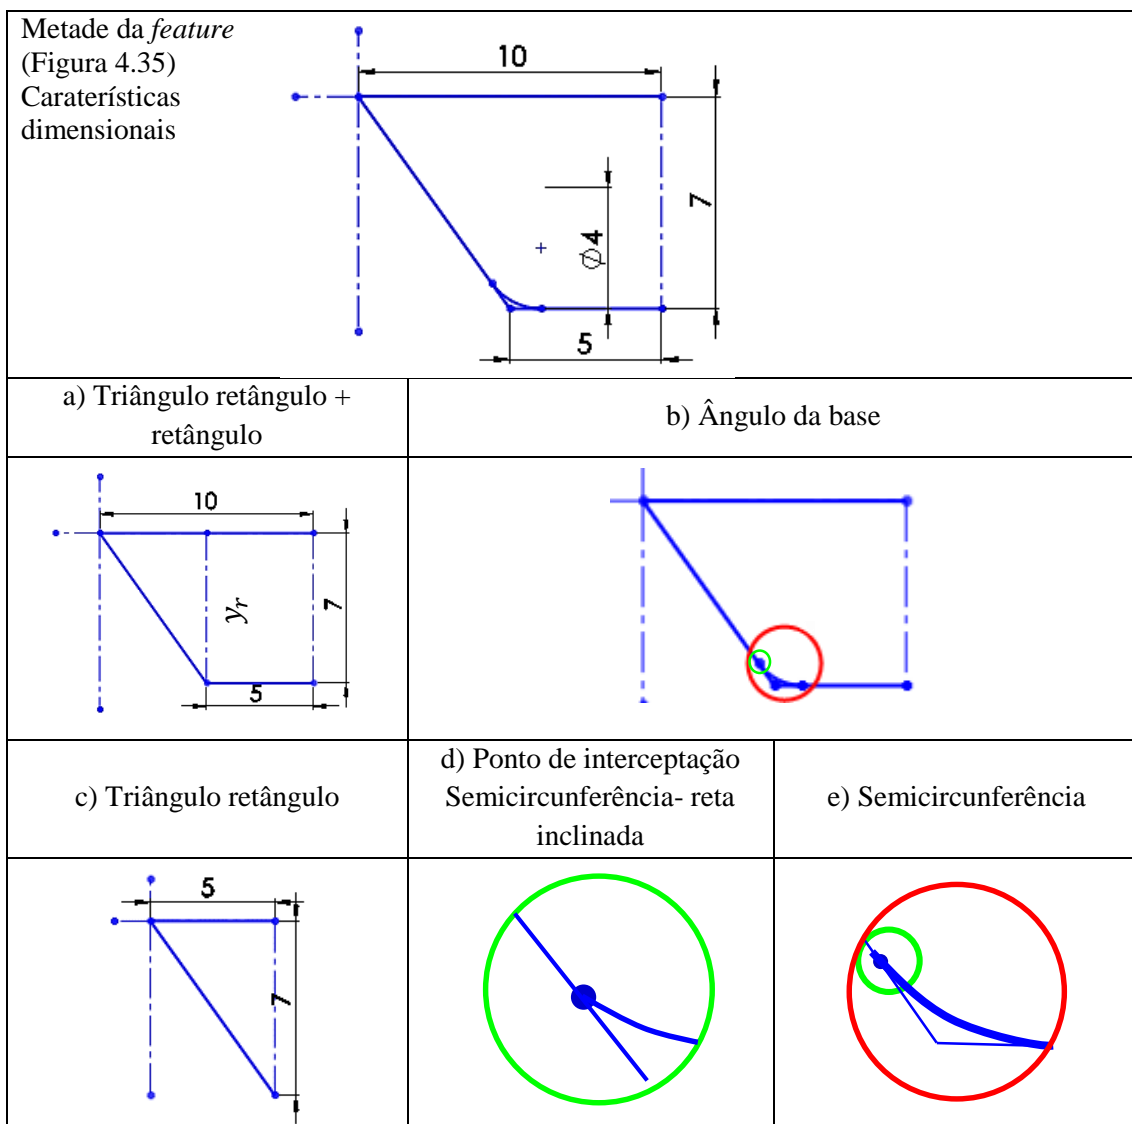 Metade da feature
(Figura 4.35)
Caraterísticas
dimensionais
10
7
∅4
5
a) Triângulo retângulo +
retângulo
b) Ângulo da base
10
yr
7
5
c) Triângulo retângulo
d) Ponto de interceptação
Semicircunferência- reta
inclinada
e) Semicircunferência
5
7